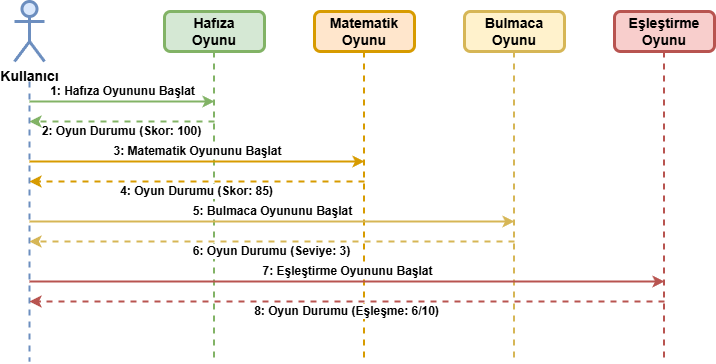 Hafıza
Oyunu
Matematik
Oyunu
Bulmaca
Oyunu
Eşleştirme
Oyunu
Kullanıcı
1: Hafıza Oyununu Başlat
2: Oyun Durumu (Skor: 100)
3: Matematik Oyununu Başlat
4: Oyun Durumu (Skor: 85)
5: Bulmaca Oyununu Başlat
6: Oyun Durumu (Seviye: 3)
7: Eşleştirme Oyununu Başlat
8: Oyun Durumu (Eşleşme: 6/10)